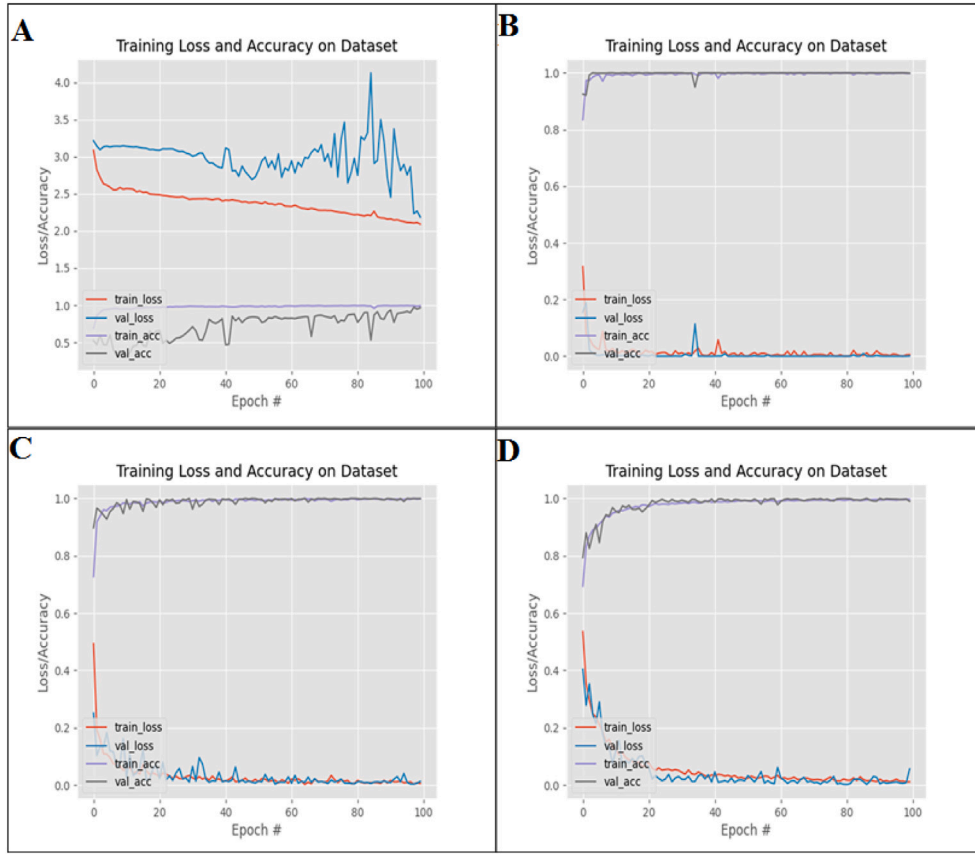 A
Training Loss and Accuracy on Dataset
4.0
3.5
3.0
2.5
2.0
1.5
1.0
0.5
Loss/Accuracy
train_loss
val_loss
train_acc
val_acc
0 20 40 60 80 100
Epoch #
B
Training Loss and Accuracy on Dataset
1.0
0.8
0.6
0.4
0.2
0.0
Loss/Accuracy
train_loss
val_loss
train_acc
val_acc
0 20 40 60 80 100
Epoch #
C
Training Loss and Accuracy on Dataset
1.0
0.8
0.6
0.4
0.2
0.0
Loss/Accuracy
train_loss
val_loss
train_acc
val_acc
0 20 40 60 80 100
Epoch #
D
Training Loss and Accuracy on Dataset
1.0
0.8
0.6
0.4
0.2
0.0
Loss/Accuracy
train_loss
val_loss
train_acc
val_acc
0 20 40 60 80 100
Epoch #